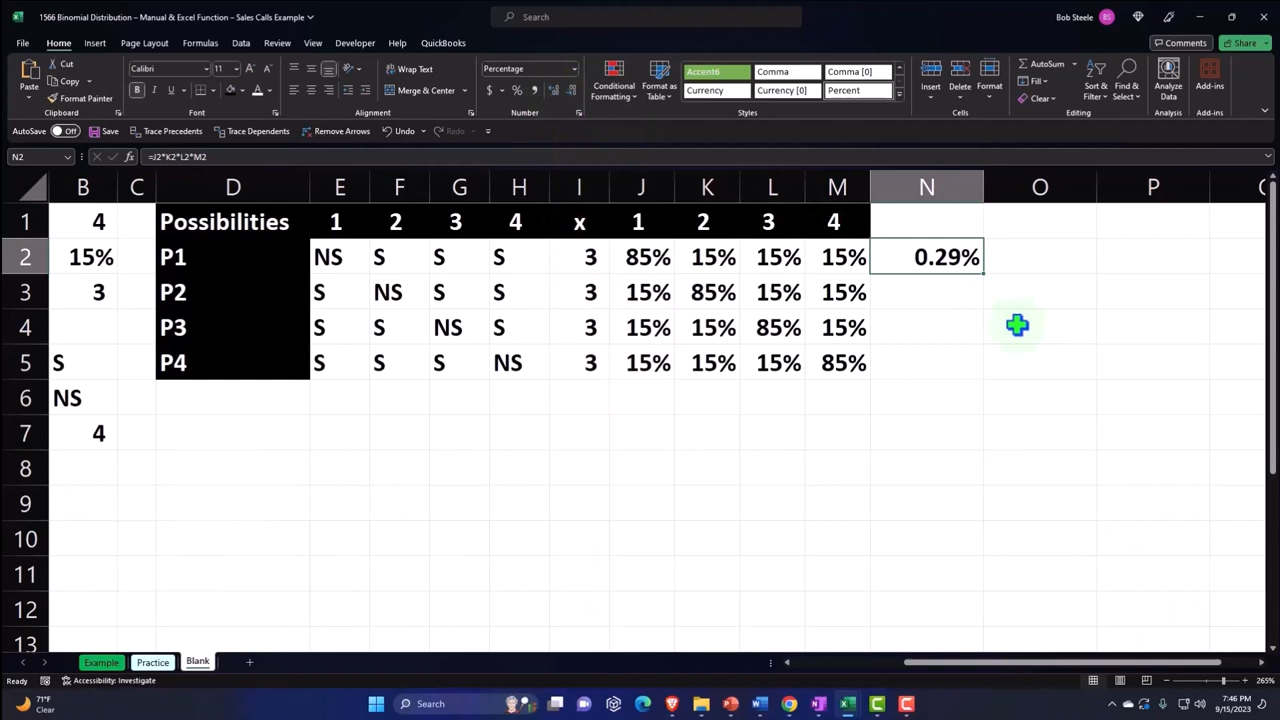 1566 Binomial Distribution – Manual & Excel Function – Sales Calls Example
Search
Bob Steele
BS
File Home Insert Page Layout Formulas Data Review View Developer Help QuickBooks
Comments Share
Paste
Cut
Copy
Format Painter
Clipboard
Calibri 11
B I U
Font
Wrap Text
Merge & Center
Alignment
Percentage
Number
Conditional Formatting
Format as Table
Accent6 Comma Comma [0]
Currency Currency [0] Percent
Styles
Insert Delete Format
Cells
AutoSum
Fill
Clear
Sort & Filter
Find & Select
Editing
Analyze Data
Analysis
Add-ins
Add-ins
AutoSave Off Save Trace Precedents Trace Dependents Remove Arrows Undo Redo
N2 fx =J2*K2*L2*M2
B C D E F G H I J K L M N O P
1 4 Possibilities 1 2 3 4 x 1 2 3 4
2 15% P1 NS S S S 3 85% 15% 15% 15% 0.29%
3 3 P2 S NS S S 3 15% 85% 15% 15%
4 P3 S S NS S 3 15% 15% 85% 15%
5 S P4 S S S NS 3 15% 15% 15% 85%
6 NS
7 4
8
9
10
11
12
13
Example Practice Blank
Ready Accessibility: Investigate 265%
71°F
Clear
Search
7:46 PM
9/15/2023